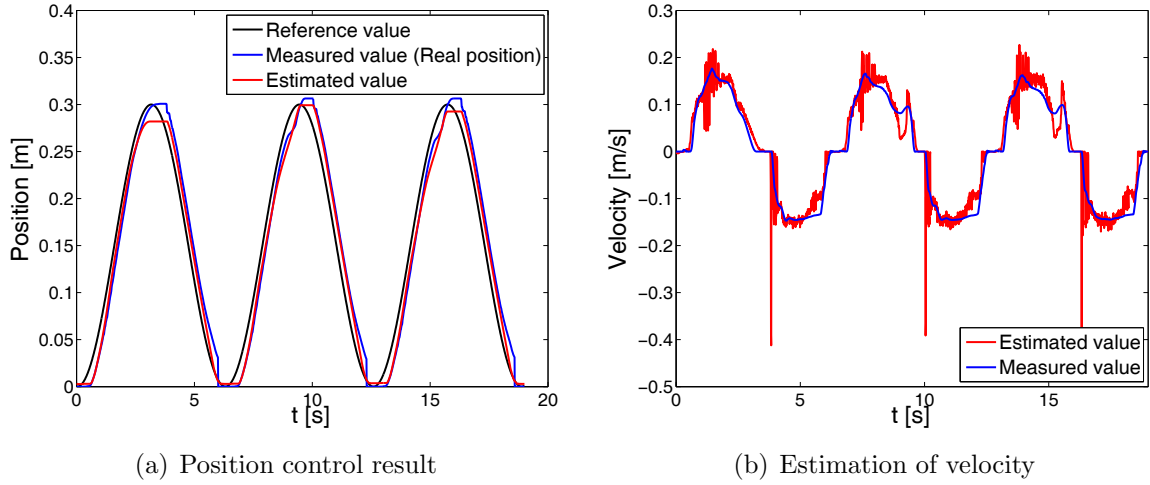 Reference value
Measured value (Real position)
Estimated value
0.4
0.35
0.3
0.25
0.2
0.15
0.1
0.05
0
Position [m]
0 5 10 15 20
t [s]
(a) Position control result
0.3
0.2
0.1
0
−0.1
−0.2
−0.3
−0.4
−0.5
Velocity [m/s]
Estimated value
Measured value
0 5 10 15
t [s]
(b) Estimation of velocity